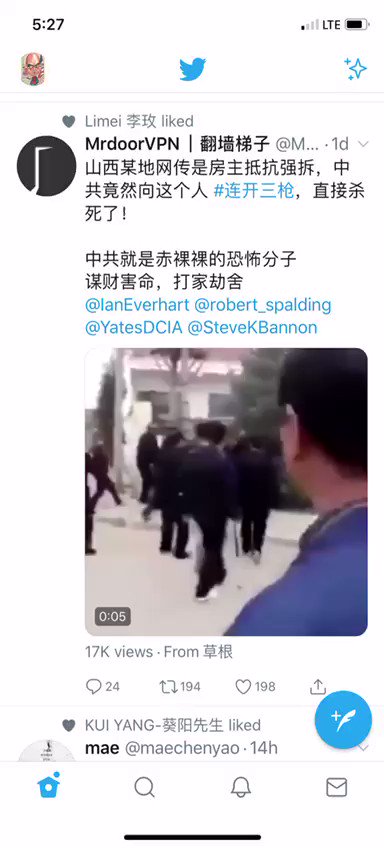 5:27
LTE
Limei 李玫 liked
MrdoorVPN｜翻墙梯子 @M... · 1d
山西某地网传是房主抵抗强拆，中
共竟然向这个人 #连开三枪，直接杀
死了！
中共就是赤裸裸的恐怖分子
谋财害命，打家劫舍
@IanEverhart @robert_spalding
@YatesDCIA @SteveKBannon
0:05
17K views · From 草根
24 194 198
KUI YANG-葵阳先生 liked
mae @maechenyao · 14h